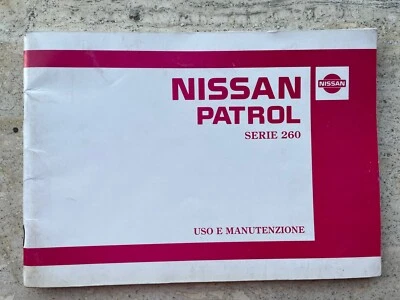 NISSAN
PATROL
SERIE 260
NISSAN
USO E MANUTENZIONE